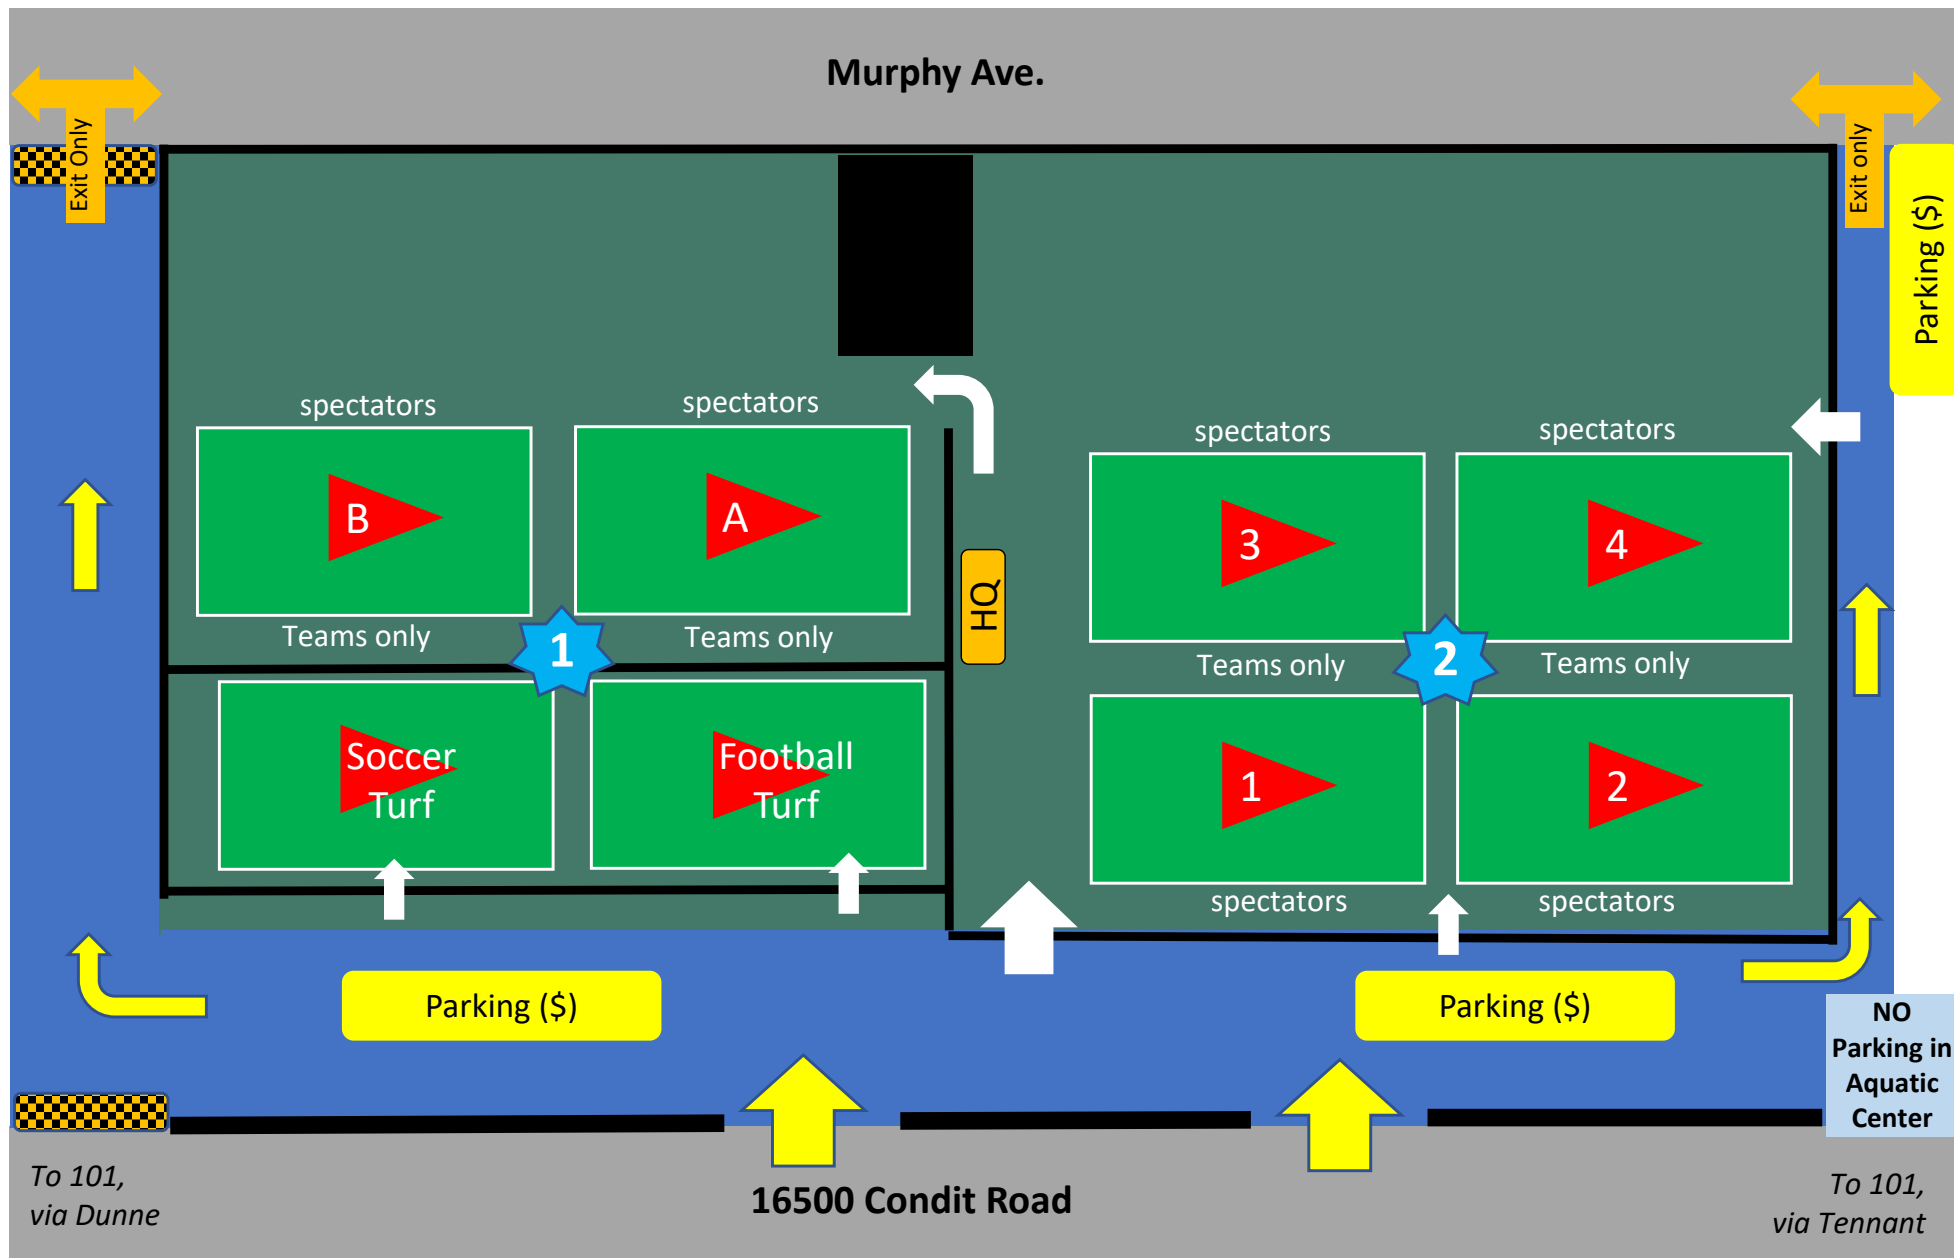 Murphy Ave.
Exit Only
Exit only
Parking ($)
spectators
spectators
spectators
spectators
B
A
3
4
HQ
Teams only
1
Teams only
Teams only
2
Teams only
Soccer
Turf
Football
Turf
1
2
spectators
spectators
Parking ($)
Parking ($)
NO
Parking in
Aquatic
Center
To 101,
via Dunne
16500 Condit Road
To 101,
via Tennant